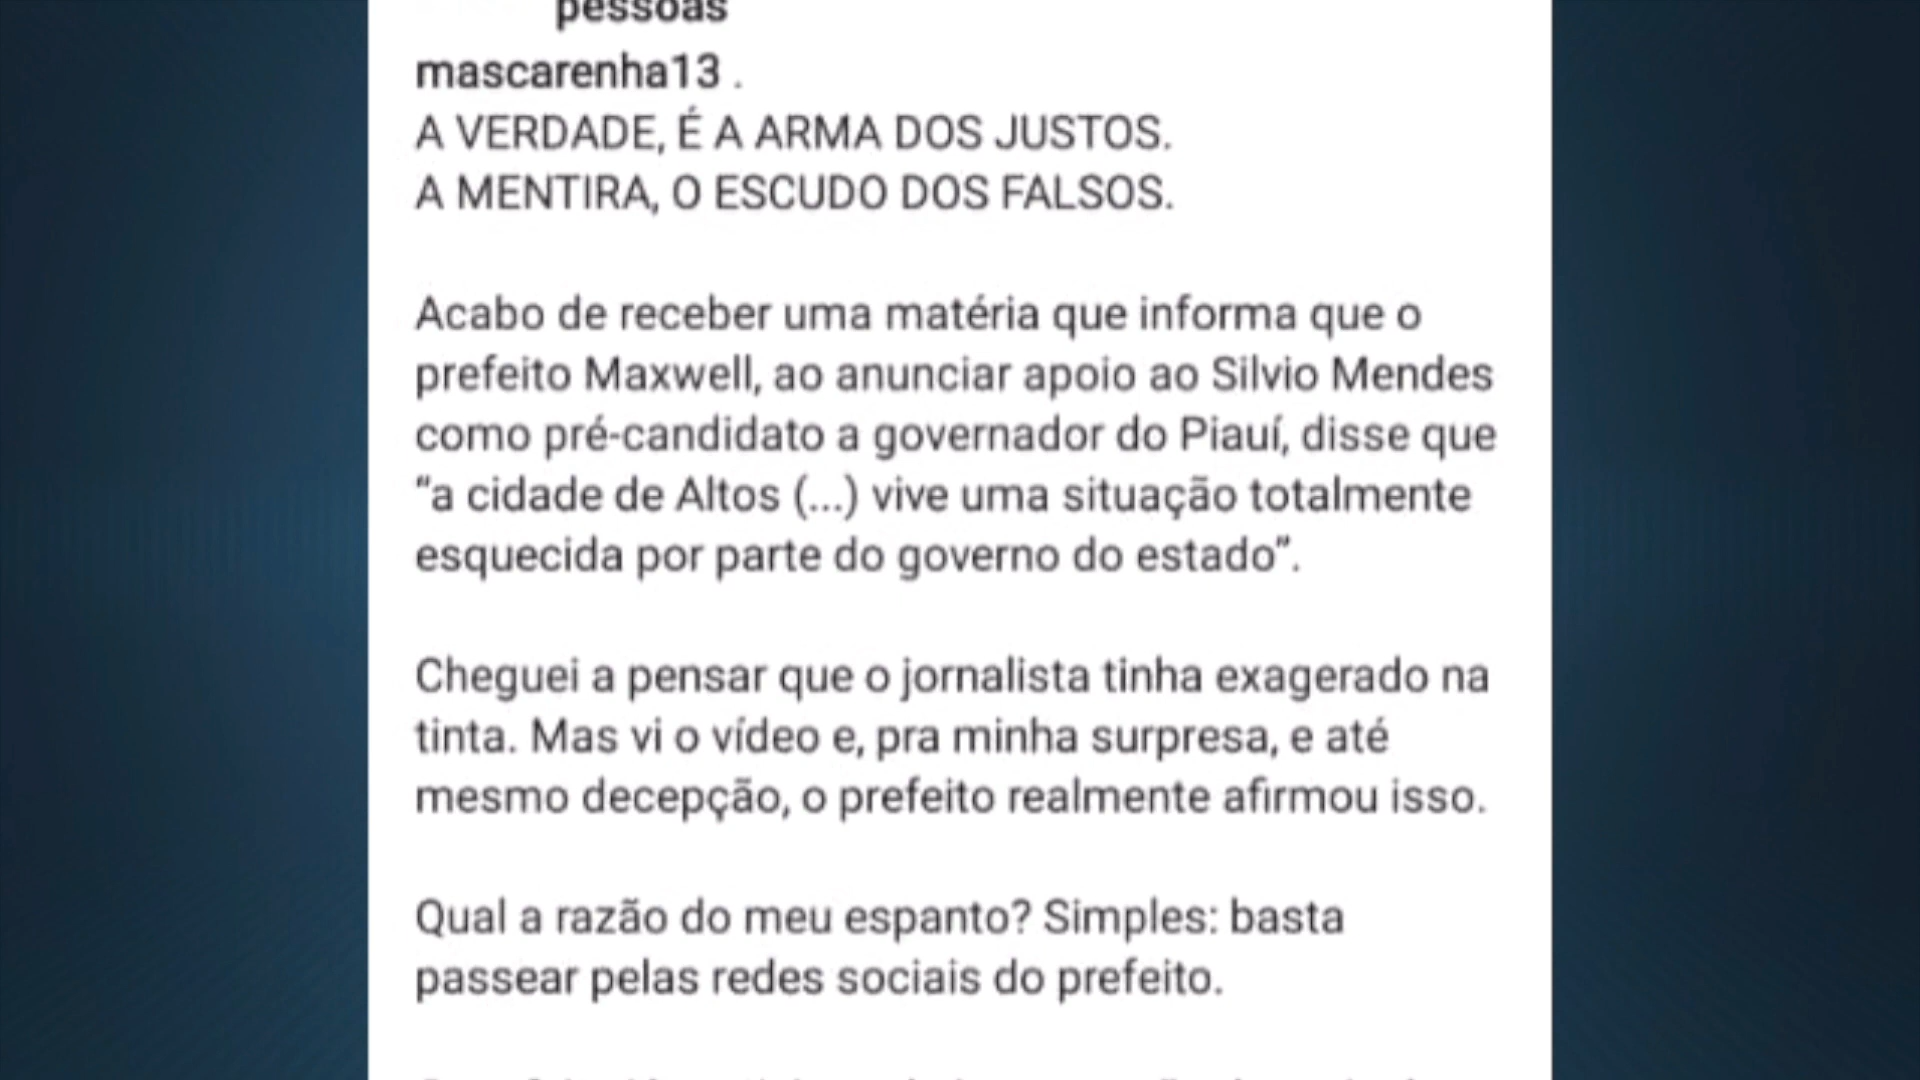 pessoas
mascarenha13 .
A VERDADE, É A ARMA DOS JUSTOS.
A MENTIRA, O ESCUDO DOS FALSOS.
Acabo de receber uma matéria que informa que o
prefeito Maxwell, ao anunciar apoio ao Silvio Mendes
como pré-candidato a governador do Piauí, disse que
“a cidade de Altos (...) vive uma situação totalmente
esquecida por parte do governo do estado”.
Cheguei a pensar que o jornalista tinha exagerado na
tinta. Mas vi o vídeo e, pra minha surpresa, e até
mesmo decepção, o prefeito realmente afirmou isso.
Qual a razão do meu espanto? Simples: basta
passear pelas redes sociais do prefeito.